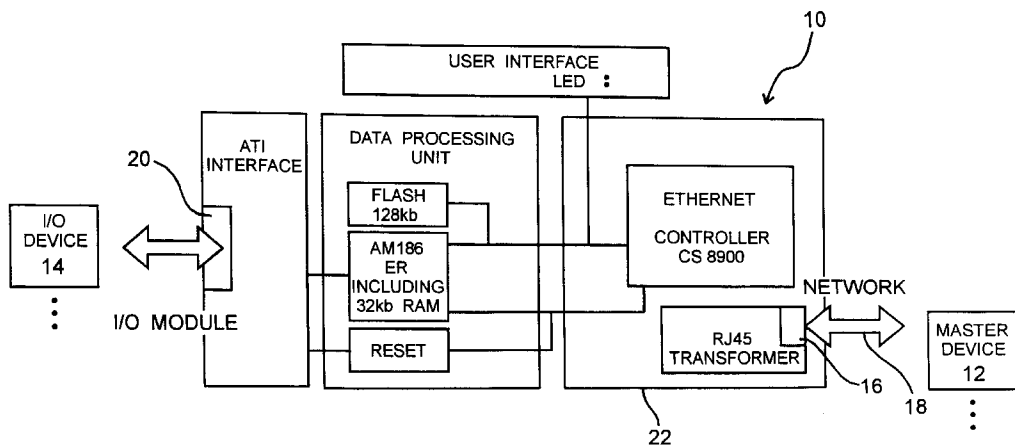 10
USER INTERFACE
LED :
ATI
INTERFACE
DATA PROCESSING
UNIT
20
FLASH
128kb
ETHERNET
CONTROLLER
CS 8900
I/O
DEVICE
14
AM186
ER
INCLUDING
32kb RAM
I/O MODULE
NETWORK
RESET
RJ45
TRANSFORMER
MASTER
DEVICE
12
16
18
22